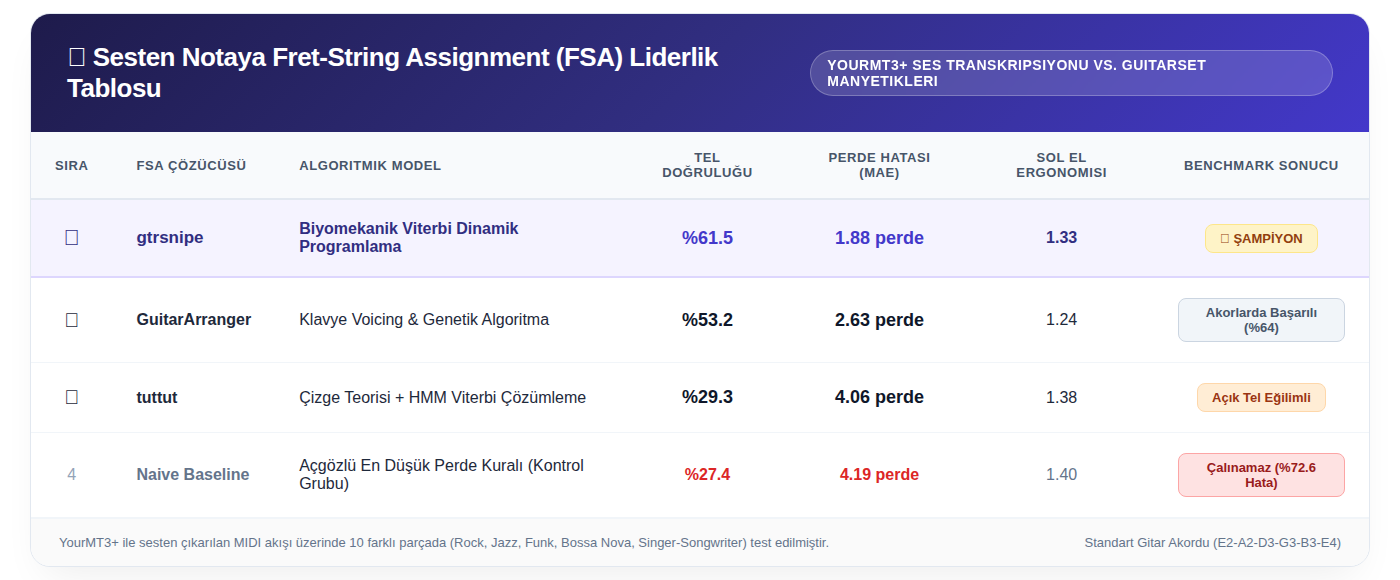 Sesten Notaya Fret-String Assignment (FSA) Liderlik
Tablosu
YOURMT3+ SES TRANSKRIPSIYONU VS. GUITARSET
MANYETIKLERI
SIRA
FSA ÇÖZÜCÜSÜ
ALGORITMIK MODEL
TEL
DOĞRULUĞU
PERDE HATASI
(MAE)
SOL EL
ERGONOMISI
BENCHMARK SONUCU
gtrsnipe
Biyomekanik Viterbi Dinamik
Programlama
%61.5
1.88 perde
1.33
ŞAMPİYON
GuitarArranger
Klavye Voicing & Genetik Algoritma
%53.2
2.63 perde
1.24
Akorlarda Başarılı
(%64)
tuttut
Çizge Teorisi + HMM Viterbi Çözümleme
%29.3
4.06 perde
1.38
Açık Tel Eğilimli
4
Naive Baseline
Açgözlü En Düşük Perde Kuralı (Kontrol
Grubu)
%27.4
4.19 perde
1.40
Çalınamaz (%72.6
Hata)
YourMT3+ ile sesten çıkarılan MIDI akışı üzerinde 10 farklı parçada (Rock, Jazz, Funk, Bossa Nova, Singer-Songwriter) test edilmiştir.
Standart Gitar Akordu (E2-A2-D3-G3-B3-E4)